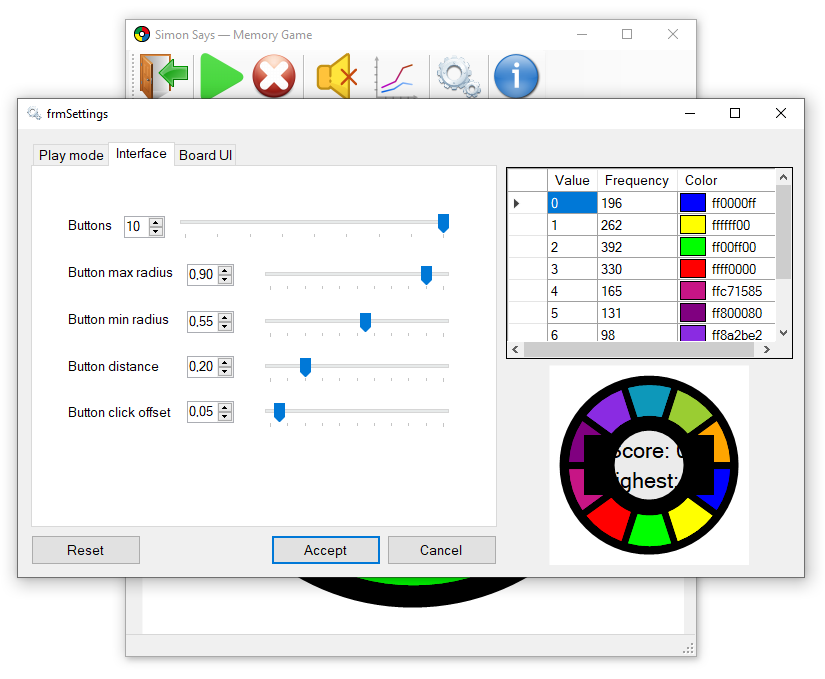 Simon Says — Memory Game
frmSettings
Play mode Interface Board UI
Buttons 10
Button max radius 0,90
Button min radius 0,55
Button distance 0,20
Button click offset 0,05
Reset Accept Cancel
Value Frequency Color
0 196 ff0000ff
1 262 ffffff00
2 392 ff00ff00
3 330 ffff0000
4 165 ffc71585
5 131 ff800080
6 98 ff8a2be2
Score: 0
ighest: